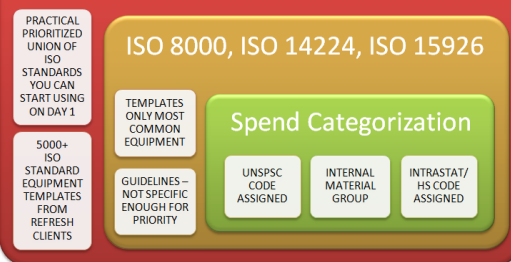 PRACTICAL
PRIORITIZED
UNION OF
ISO
STANDARDS
YOU CAN
START USING
ON DAY 1
5000+
ISO
STANDARD
EQUIPMENT
TEMPLATES
FROM
REFRESH
CLIENTS
ISO 8000, ISO 14224, ISO 15926
TEMPLATES
ONLY MOST
COMMON
EQUIPMENT
GUIDELINES –
NOT SPECIFIC
ENOUGH FOR
PRIORITY
Spend Categorization
UNSPSC
CODE
ASSIGNED
INTERNAL
MATERIAL
GROUP
INTRASTAT/
HS CODE
ASSIGNED